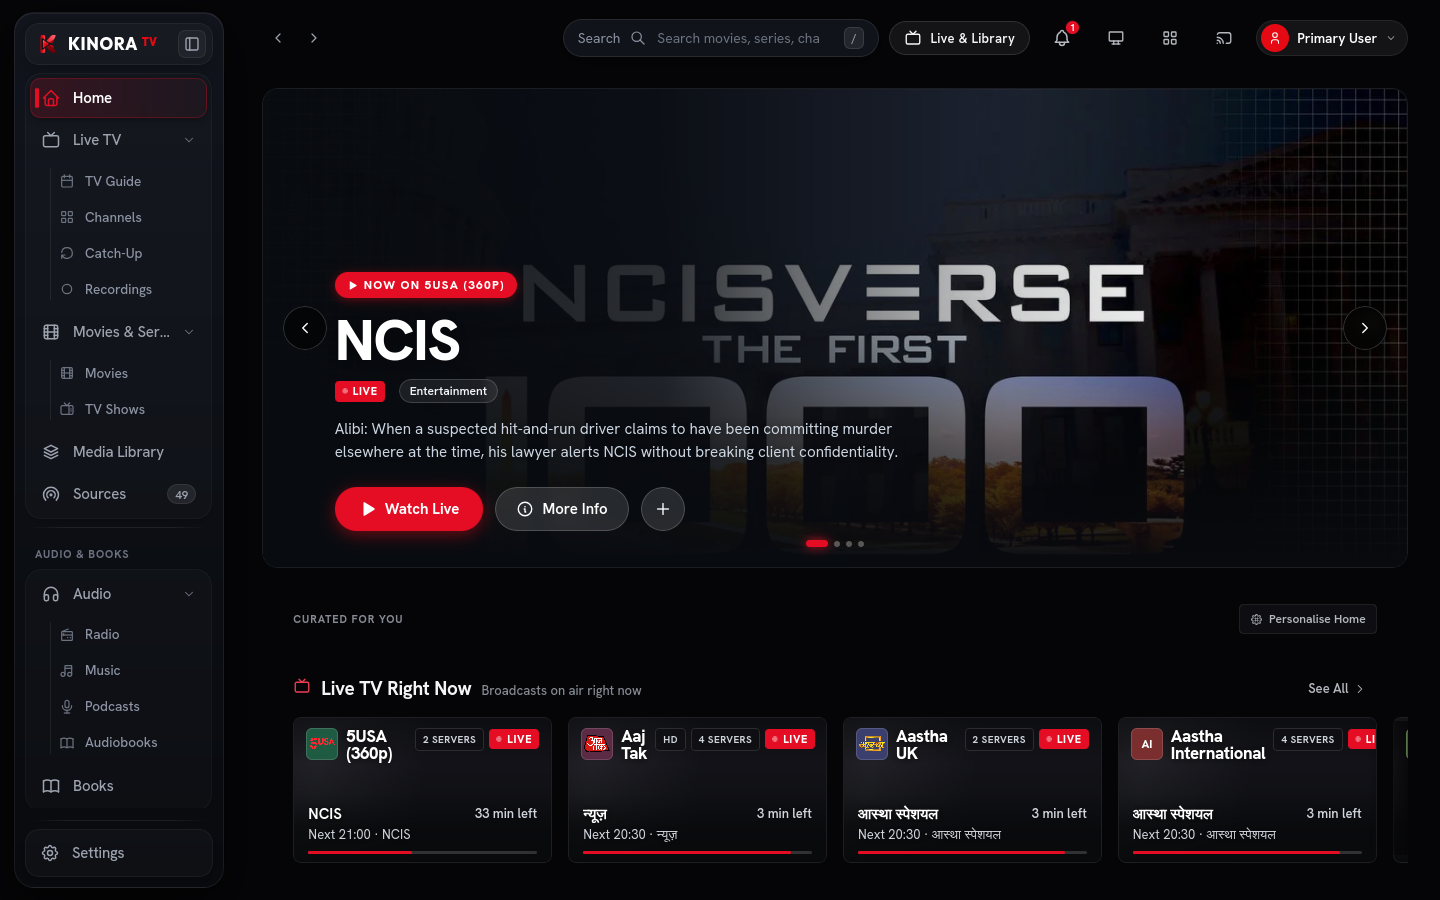 KINORA TV
Search
Search movies, series, cha
/
Live & Library
1
Primary User
Home
Live TV
TV Guide
Channels
Catch-Up
Recordings
Movies & Ser...
Movies
TV Shows
Media Library
Sources
49
AUDIO & BOOKS
Audio
Radio
Music
Podcasts
Audiobooks
Books
Settings
NCISVERSE
THE FIRST
1000
NOW ON 5USA (360P)
NCIS
LIVE
Entertainment
Alibi: When a suspected hit-and-run driver claims to have been committing murder
elsewhere at the time, his lawyer alerts NCIS without breaking client confidentiality.
Watch Live
More Info
CURATED FOR YOU
Personalise Home
Live TV Right Now
Broadcasts on air right now
See All
5USA
5USA
(360p)
2 SERVERS
LIVE
NCIS
33 min left
Next 21:00 · NCIS
Aaj
Tak
HD
4 SERVERS
LIVE
न्यूज़
3 min left
Next 20:30 · न्यूज़
Aastha
UK
2 SERVERS
LIVE
आस्था स्पेशयल
3 min left
Next 20:30 · आस्था स्पेशयल
AI
Aastha
International
4 SERVERS
LI
आस्था स्पेशयल
3 min left
Next 20:30 · आस्था स्पेशयल